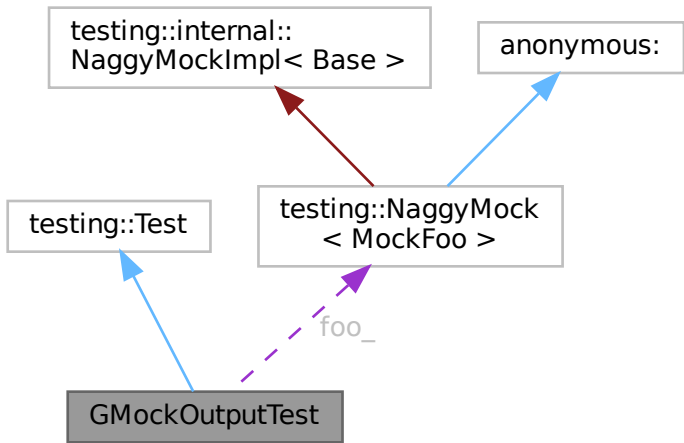 testing::internal::
NaggyMockImpl< Base >
anonymous:
testing::Test
testing::NaggyMock
< MockFoo >
foo_
GMockOutputTest